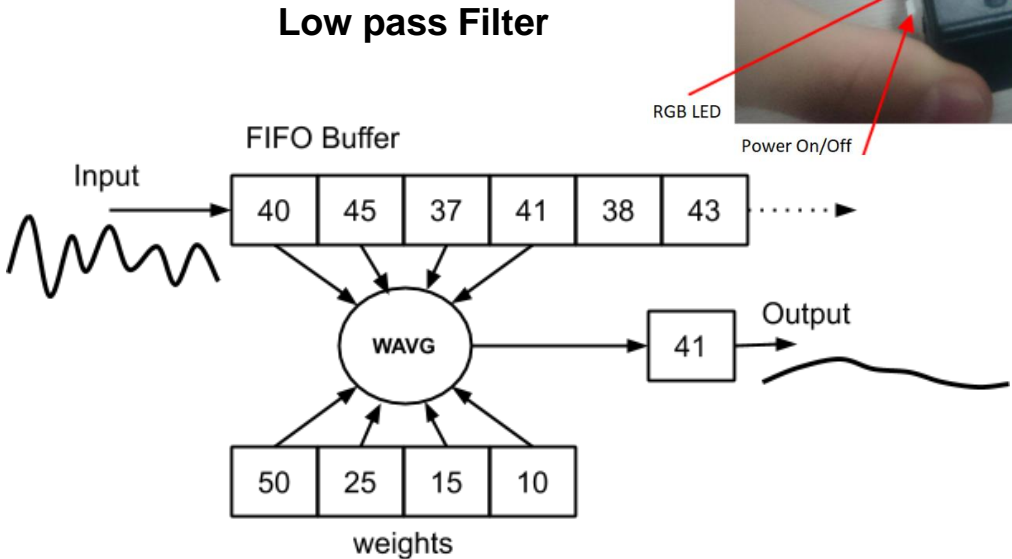 Low pass Filter
RGB LED
Power On/Off
FIFO Buffer
Input
40 45 37 41 38 43
WAVG
41
Output
50 25 15 10
weights